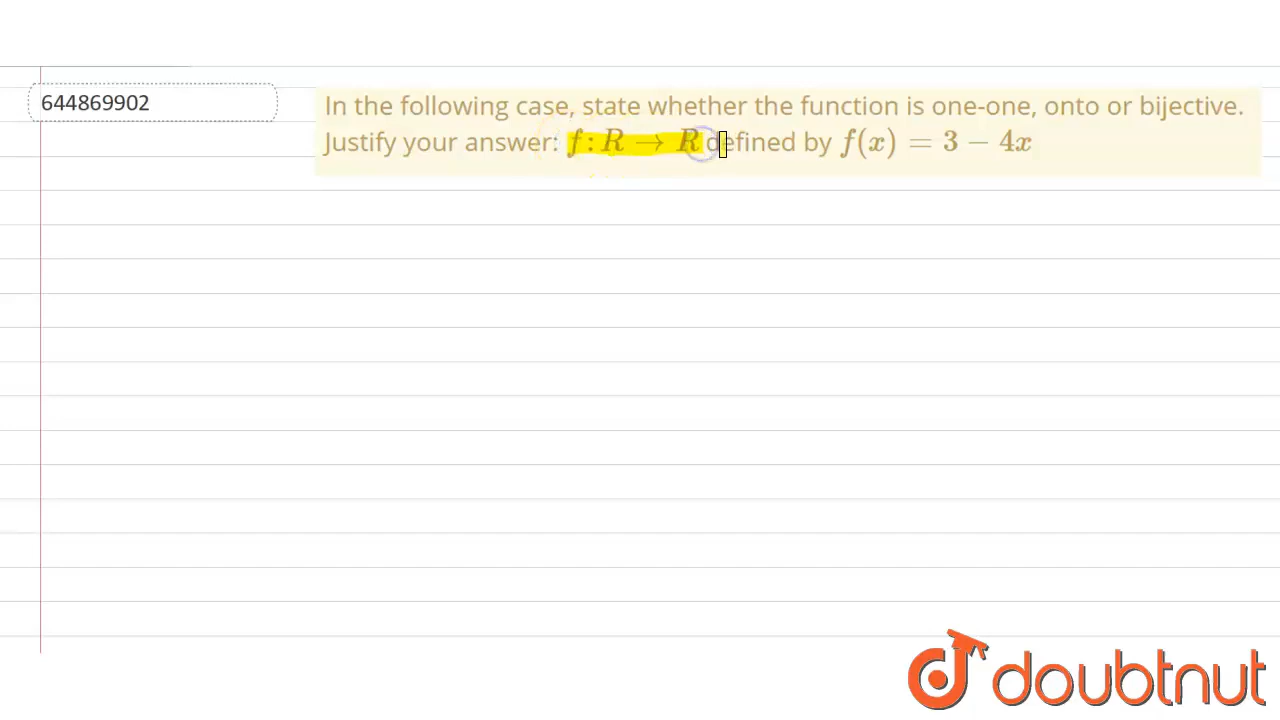 644869902
In the following case, state whether the function is one-one, onto or bijective.
Justify your answer: f : R → R defined by f(x) = 3 − 4x
doubtnut